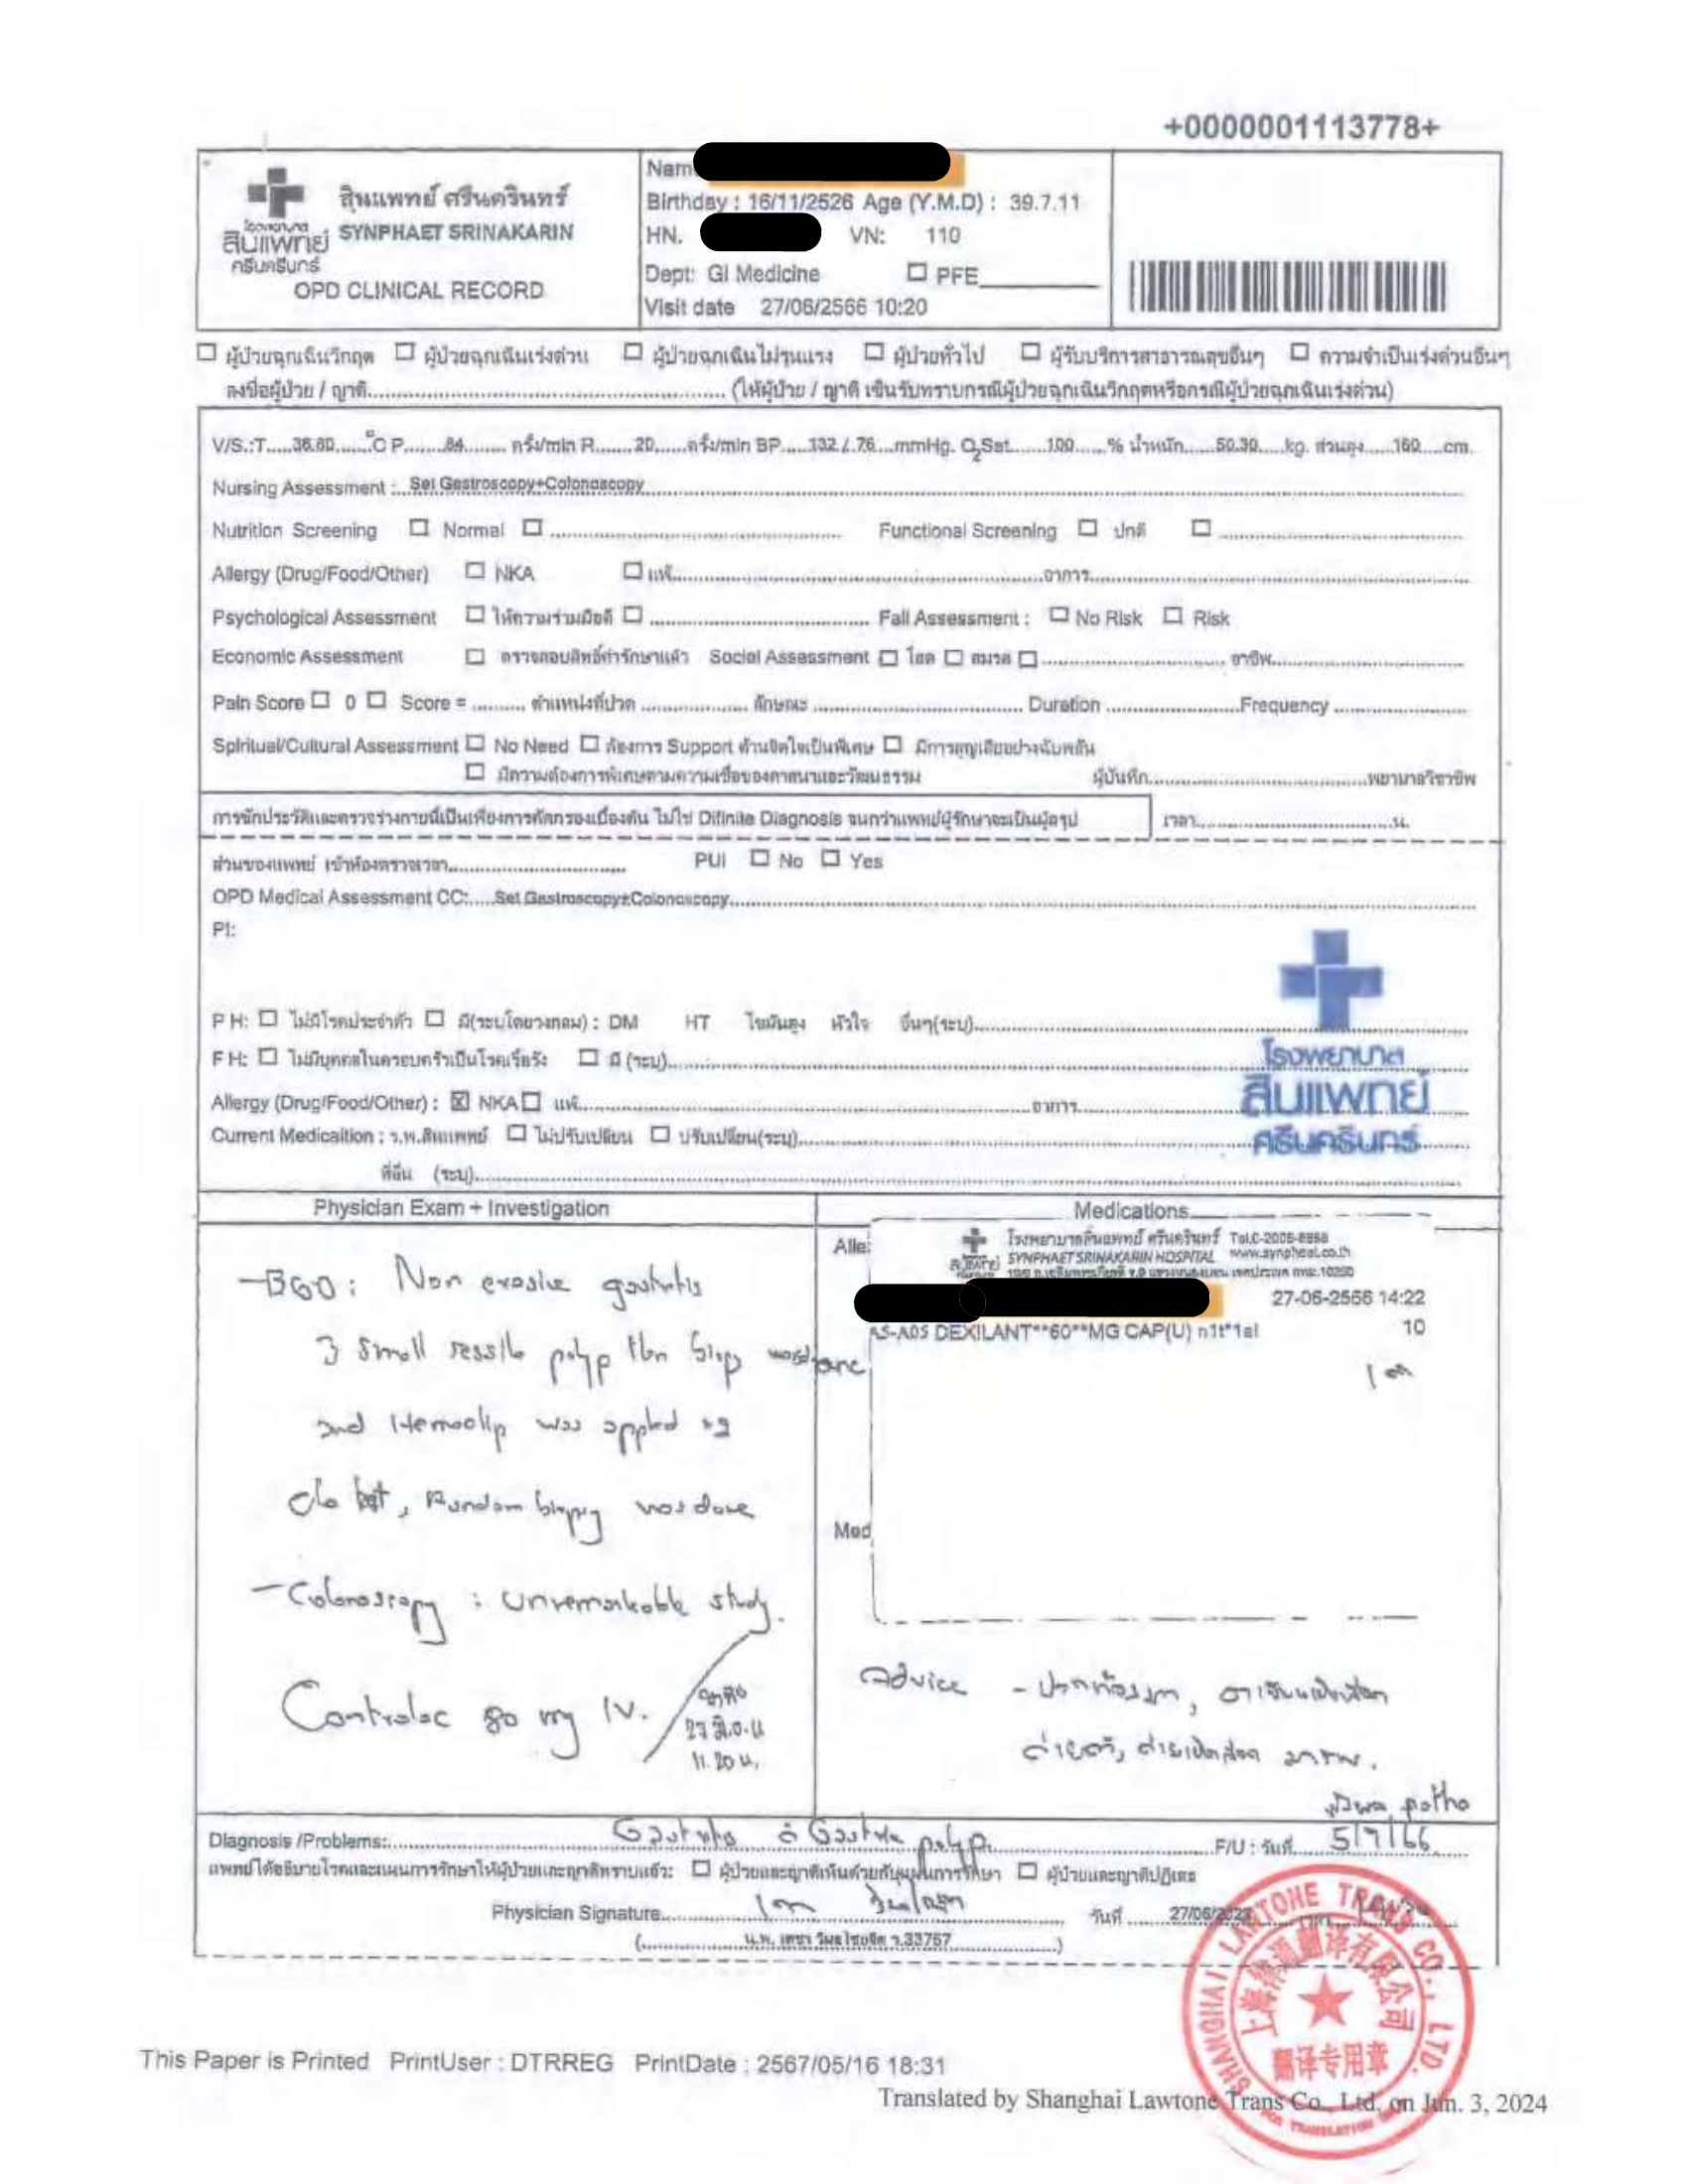 +0000001113778+
สินแพทย์ ศรีนครินทร์
SYNPHAET SRINAKARIN
โรงพยาบาล
สินแพทย์
ศรีนครินทร์
OPD CLINICAL RECORD
Nam
Birthday : 16/11/2526 Age (Y.M.D) : 39.7.11
HN. VN: 110
Dept: GI Medicine ☐ PFE
Visit date 27/06/2566 10:20
☐ ผู้ป่วยฉุกเฉินวิกฤต ☐ ผู้ป่วยฉุกเฉินเร่งด่วน ☐ ผู้ป่วยฉุกเฉินไม่รุนแรง ☐ ผู้ป่วยทั่วไป ☐ ผู้รับบริการสาธารณสุขอื่นๆ ☐ ความจำเป็นเร่งด่วนอื่นๆ
ลงชื่อผู้ป่วย / ญาติ (ให้ผู้ป่วย / ญาติ เซ็นรับทราบกรณีผู้ป่วยฉุกเฉินวิกฤตหรือกรณีผู้ป่วยฉุกเฉินเร่งด่วน)
V/S.:T 36.60 °C P 84 ครั้ง/min R 20 ครั้ง/min BP 132 / 76 mmHg. O2Sat 100 % น้ำหนัก 50.30 kg. ส่วนสูง 160 cm.
Nursing Assessment : Set Gastroscopy+Colonoscopy
Nutrition Screening ☐ Normal ☐ Functional Screening ☐ ปกติ ☐
Allergy (Drug/Food/Other) ☐ NKA ☐ แพ้ อาการ
Psychological Assessment ☐ ให้ความร่วมมือดี ☐ Fall Assessment : ☐ No Risk ☐ Risk
Economic Assessment ☐ ตรวจสอบสิทธิ์ค่ารักษาแล้ว Social Assessment ☐ โสด ☐ สมรส ☐ อาชีพ
Pain Score ☐ 0 ☐ Score = ตำแหน่งที่ปวด ลักษณะ Duration Frequency
Spiritual/Cultural Assessment ☐ No Need ☐ ต้องการ Support ด้านจิตใจเป็นพิเศษ ☐ มีการสูญเสียอย่างฉับพลัน
☐ มีความต้องการพิเศษตามความเชื่อของศาสนาและวัฒนธรรม ผู้บันทึก พยาบาลวิชาชีพ
การซักประวัติและตรวจร่างกายนี้เป็นเพียงการคัดกรองเบื้องต้น ไม่ใช่ Difinite Diagnosis จนกว่าแพทย์ผู้รักษาจะเป็นผู้สรุป เวลา น.
ส่วนของแพทย์ เข้าห้องตรวจเวลา PUI ☐ No ☐ Yes
OPD Medical Assessment CC: Set Gastroscopy+Colonoscopy
PI:
P H: ☐ ไม่มีโรคประจำตัว ☐ มี(ระบุโดยวงกลม) : DM HT ไขมันสูง หัวใจ อื่นๆ(ระบุ)
F H: ☐ ไม่มีบุคคลในครอบครัวเป็นโรคเรื้อรัง ☐ มี (ระบุ)
Allergy (Drug/Food/Other) : ☒ NKA ☐ แพ้ อาการ
Current Medicaltion : ร.พ.สินแพทย์ ☐ ไม่ปรับเปลี่ยน ☐ ปรับเปลี่ยน(ระบุ)
ที่อื่น (ระบุ)
โรงพยาบาล
สินแพทย์
ศรีนครินทร์
Physician Exam + Investigation
- EGD : Non erosive gastritis
3 small sessile polyp then biopsy was done
and Hemoclip was applied *2
clo test, Random biopsy was done
- Colonoscopy : unremarkable study.
Controloc 80 mg IV.
27 มิ.ย.
11.20 น.
Medications
Alle
โรงพยาบาลสินแพทย์ ศรีนครินทร์ Tel.0-2006-8888
SYNPHAET SRINAKARIN HOSPITAL www.synphaet.co.th
27-06-2566 14:22
AS-A05 DEXILANT**60**MG CAP(U) n1t*1al 10
Med
Advice - ปวดท้องมาก, อาเจียนเป็นเลือด
ถ่ายดำ, ถ่ายเป็นเลือด มารพ.
patho
Diagnosis /Problems: Gastritis c Gastric polyp F/U : วันที่ 5/7/66
แพทย์ได้อธิบายโรคและแผนการรักษาให้ผู้ป่วยและญาติทราบแล้ว: ☐ ผู้ป่วยและญาติเห็นด้วยกับแผนการรักษา ☐ ผู้ป่วยและญาติปฏิเสธ
Physician Signature วันที่ 27/06/2023
( น.พ. เดชา วิมลไชยจิต ว.33757 )
SHANGHAI LAWTONE TRANS CO., LTD.
翻译有限公司
翻译专用章
FOR TRANSLATION
This Paper is Printed PrintUser : DTRREG PrintDate : 2567/05/16 18:31
Translated by Shanghai Lawtone Trans Co., Ltd. on Jun. 3, 2024